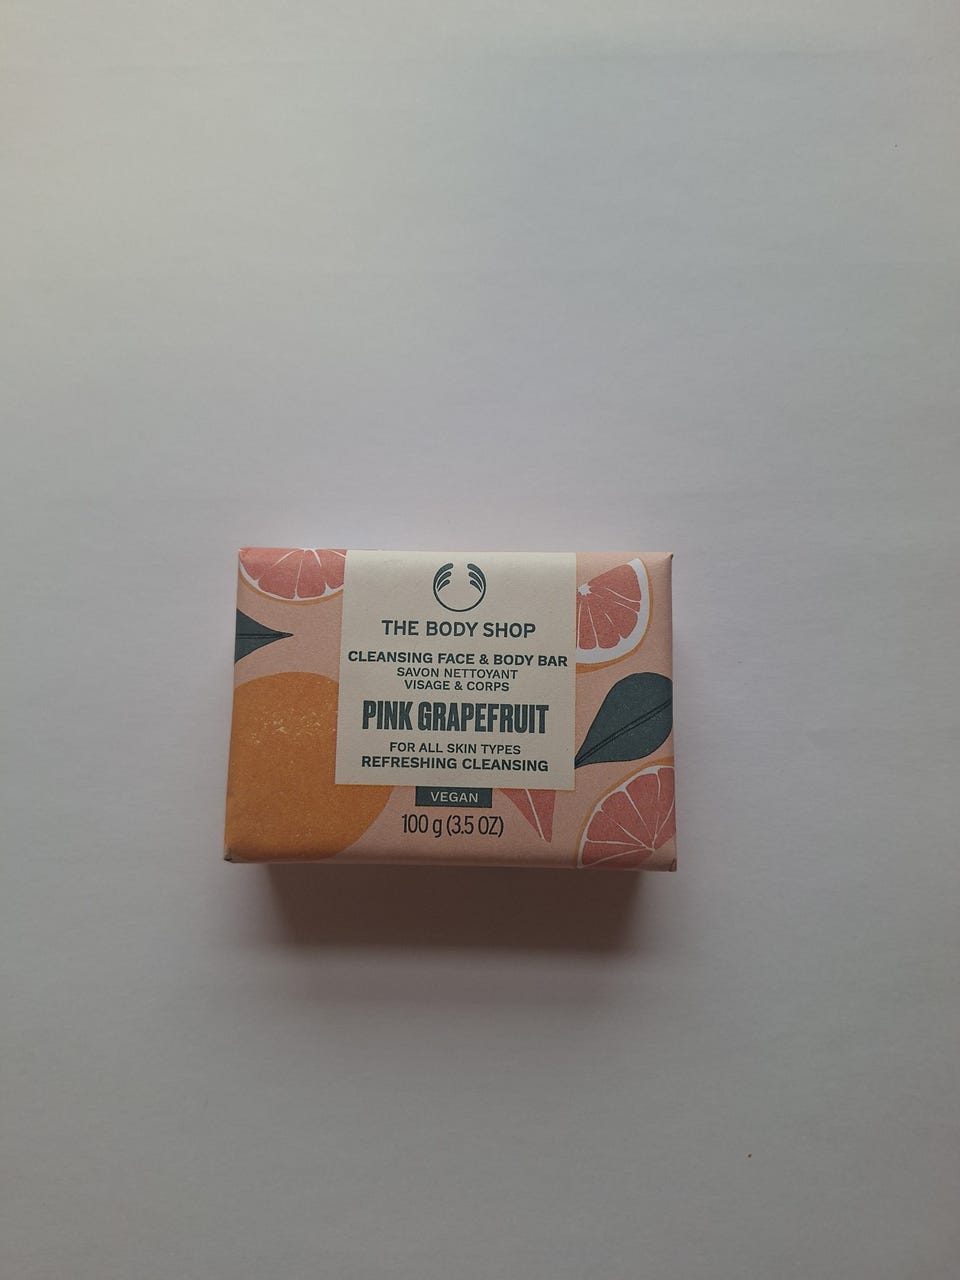 THE BODY SHOP
CLEANSING FACE & BODY BAR
SAVON NETTOYANT
VISAGE & CORPS
PINK GRAPEFRUIT
FOR ALL SKIN TYPES
REFRESHING CLEANSING
VEGAN
100 g (3.5 OZ)